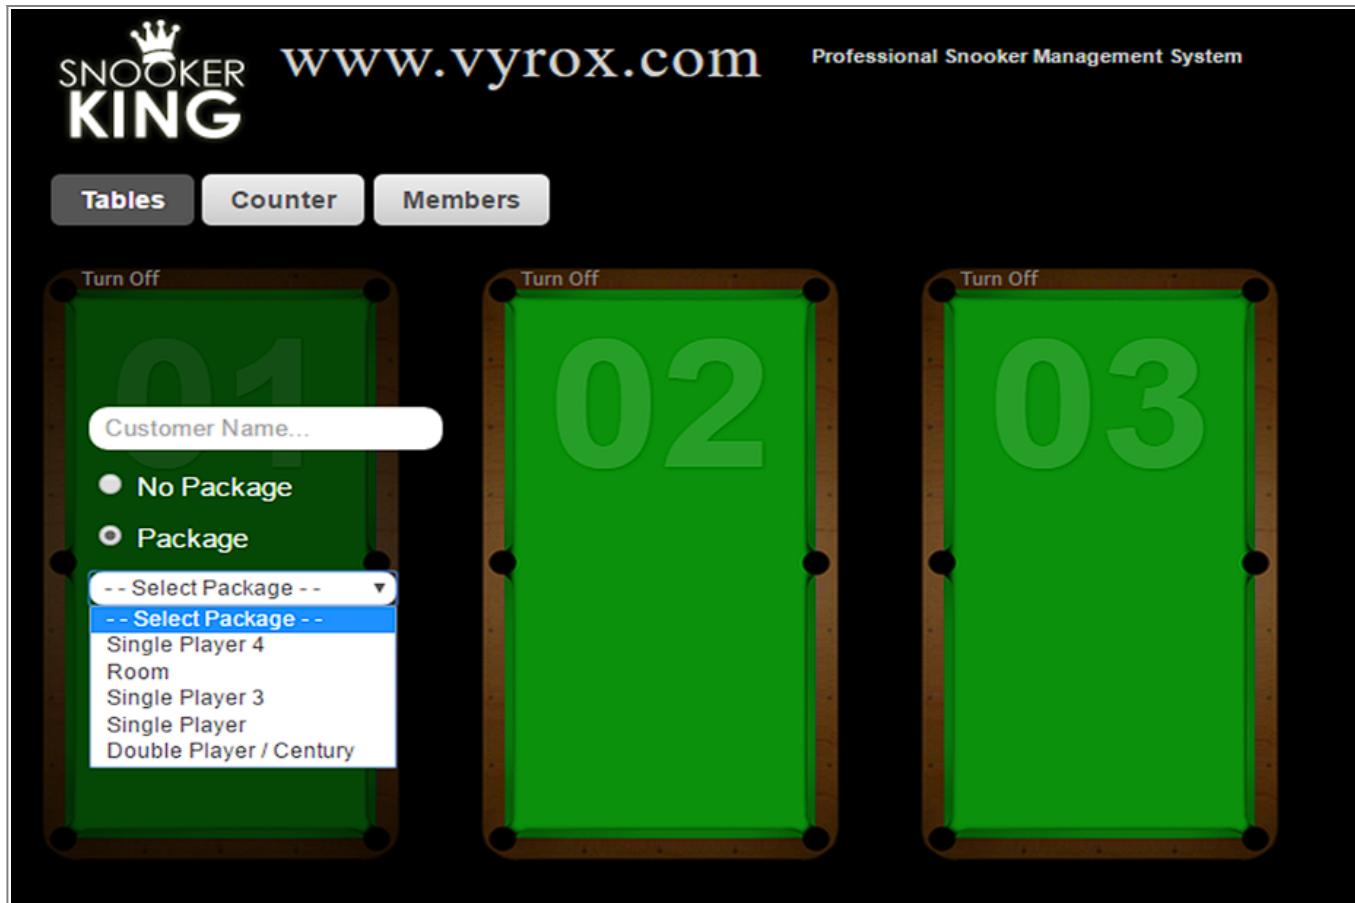 SNOOKER
KING
www.vyrox.com
Professional Snooker Management System
Tables
Counter
Members
Turn Off
01
Customer Name...
No Package
Package
- - Select Package - -
- - Select Package - -
Single Player 4
Room
Single Player 3
Single Player
Double Player / Century
Turn Off
02
Turn Off
03